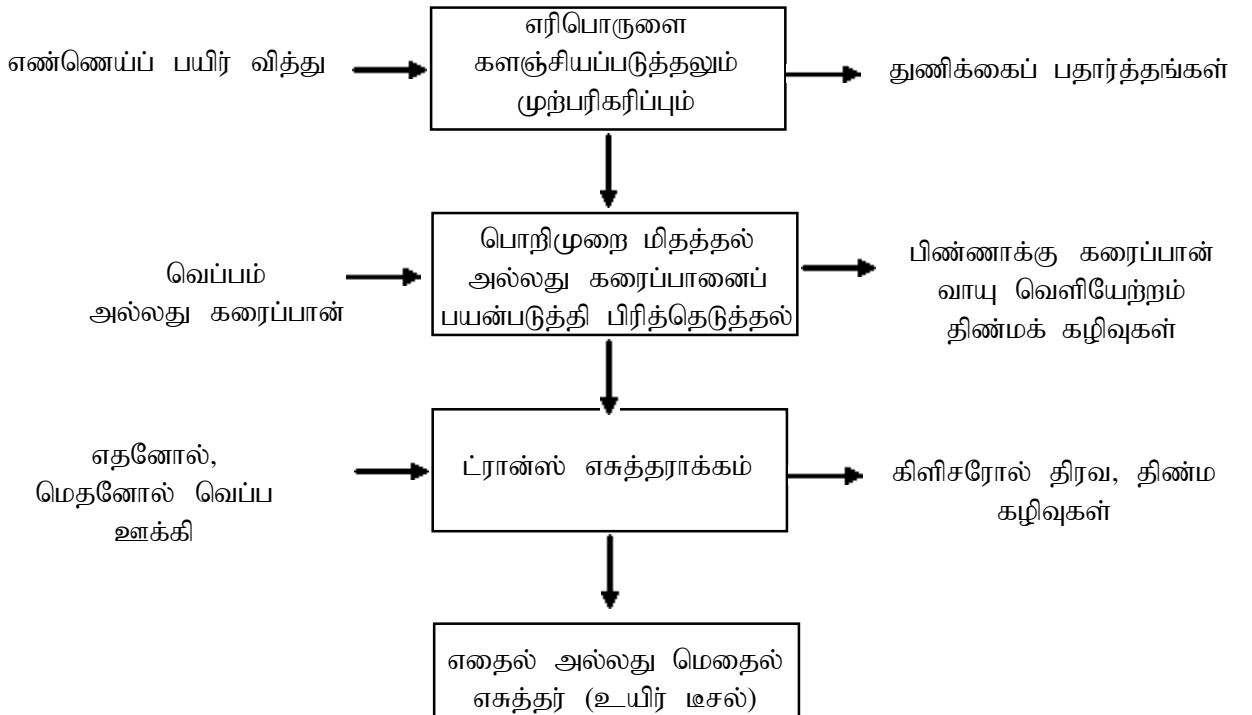 எண்ணெய்ப் பயிர் வித்து
எரிபொருளை
களஞ்சியப்படுத்தலும்
முற்பரிகரிப்பும்
துணிக்கைப் பதார்த்தங்கள்
வெப்பம்
அல்லது கரைப்பான்
பொறிமுறை மிதத்தல்
அல்லது கரைப்பானைப்
பயன்படுத்தி பிரித்தெடுத்தல்
பிண்ணாக்கு கரைப்பான்
வாயு வெளியேற்றம்
திண்மக் கழிவுகள்
எதனோல்,
மெதனோல் வெப்ப
ஊக்கி
ட்ரான்ஸ் எசுத்தராக்கம்
கிளிசரோல் திரவ, திண்ம
கழிவுகள்
எதைல் அல்லது மெதைல்
எசுத்தர் (உயிர் டீசல்)